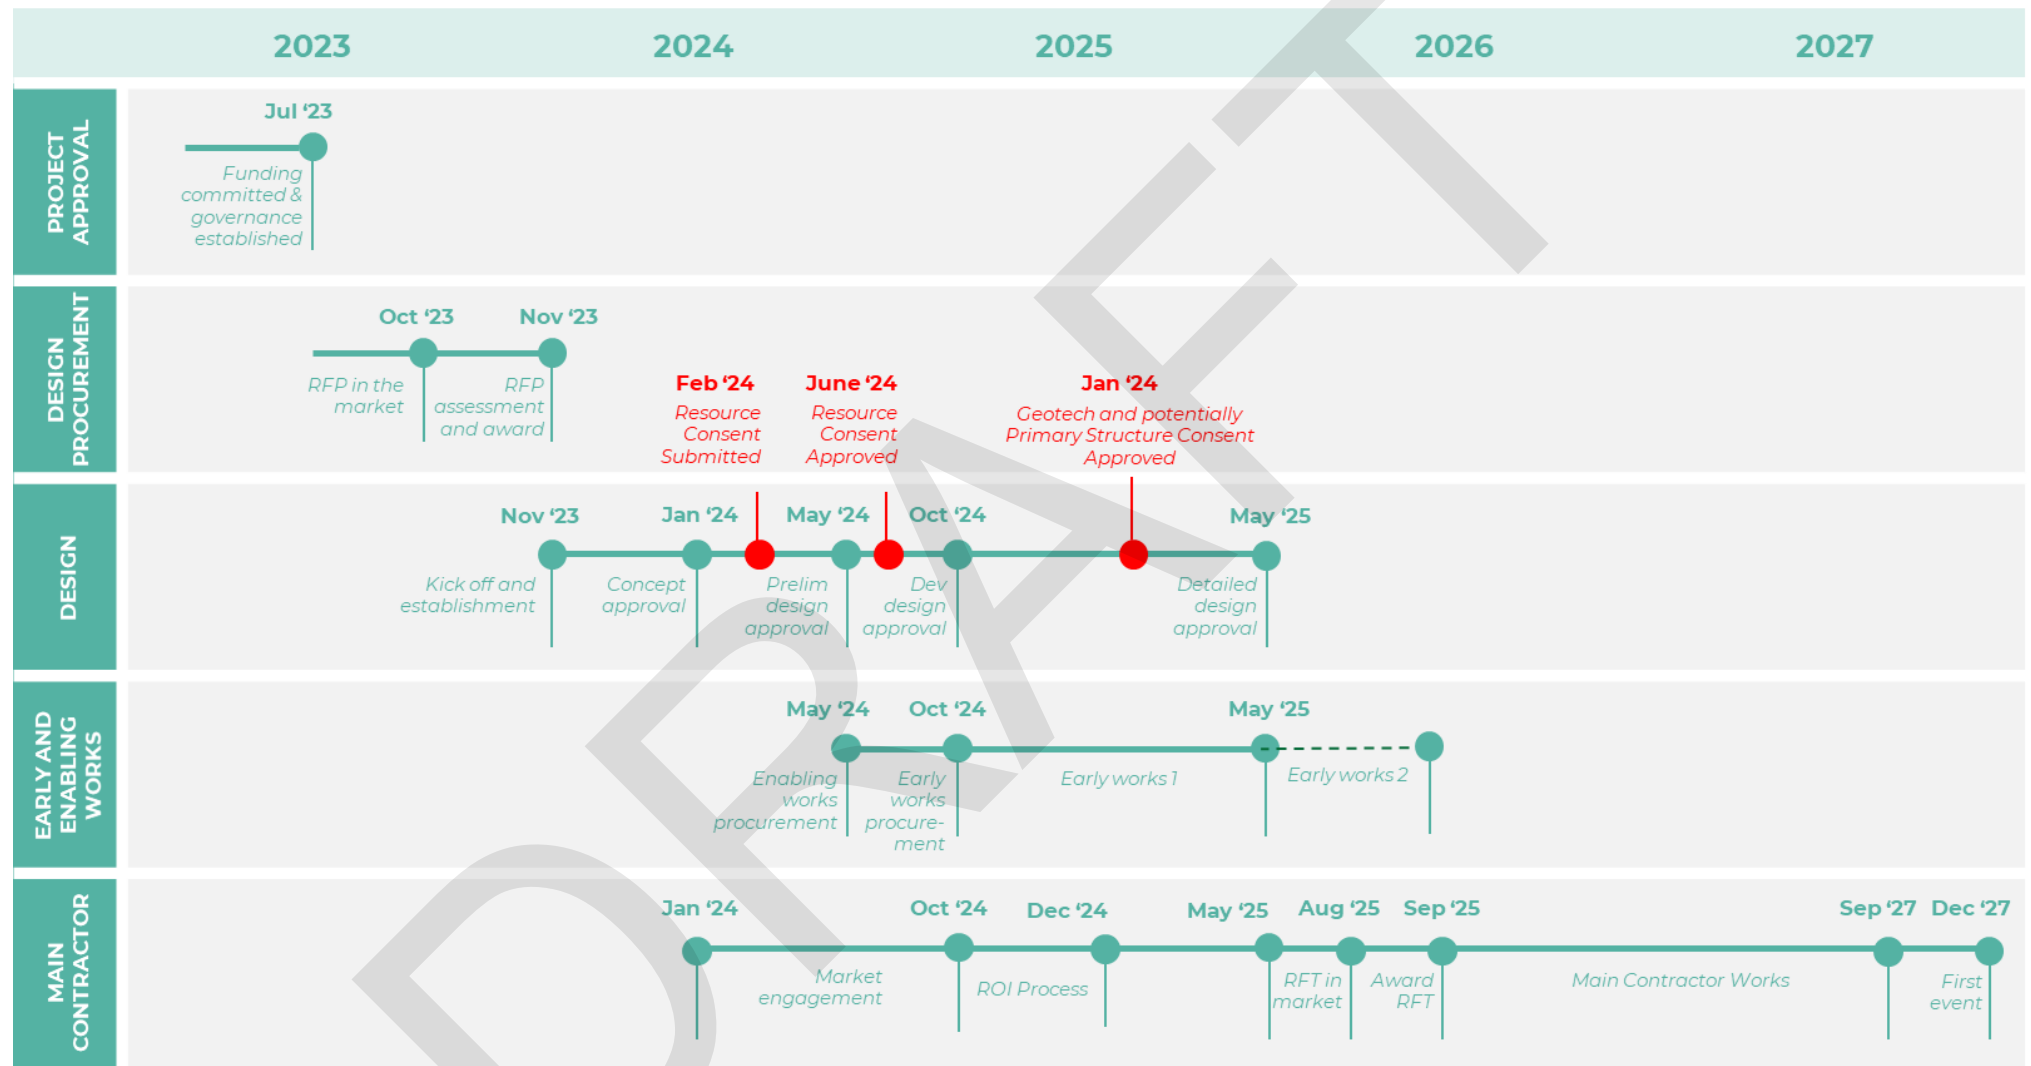 2023 2024 2025 2026 2027
PROJECT
APPROVAL
Jul ‘23
Funding
committed &
governance
established
DESIGN
PROCUREMENT
Oct ‘23
RFP in the
market
Nov ‘23
RFP
assessment
and award
Feb ‘24
Resource
Consent
Submitted
June ‘24
Resource
Consent
Approved
Jan ‘24
Geotech and potentially
Primary Structure Consent
Approved
DESIGN
Nov ‘23
Kick off and
establishment
Jan ‘24
Concept
approval
May ‘24
Prelim
design
approval
Oct ‘24
Dev
design
approval
May ‘25
Detailed
design
approval
EARLY AND
ENABLING
WORKS
May ‘24
Enabling
works
procurement
Oct ‘24
Early
works
procure-
ment
Early works 1
May ‘25
Early works 2
MAIN
CONTRACTOR
Jan ‘24
Market
engagement
Oct ‘24
ROI Process
Dec ‘24
May ‘25
RFT in
market
Aug ‘25
Award
RFT
Sep ‘25
Main Contractor Works
Sep ‘27
First
event
Dec ‘27
DRAFT